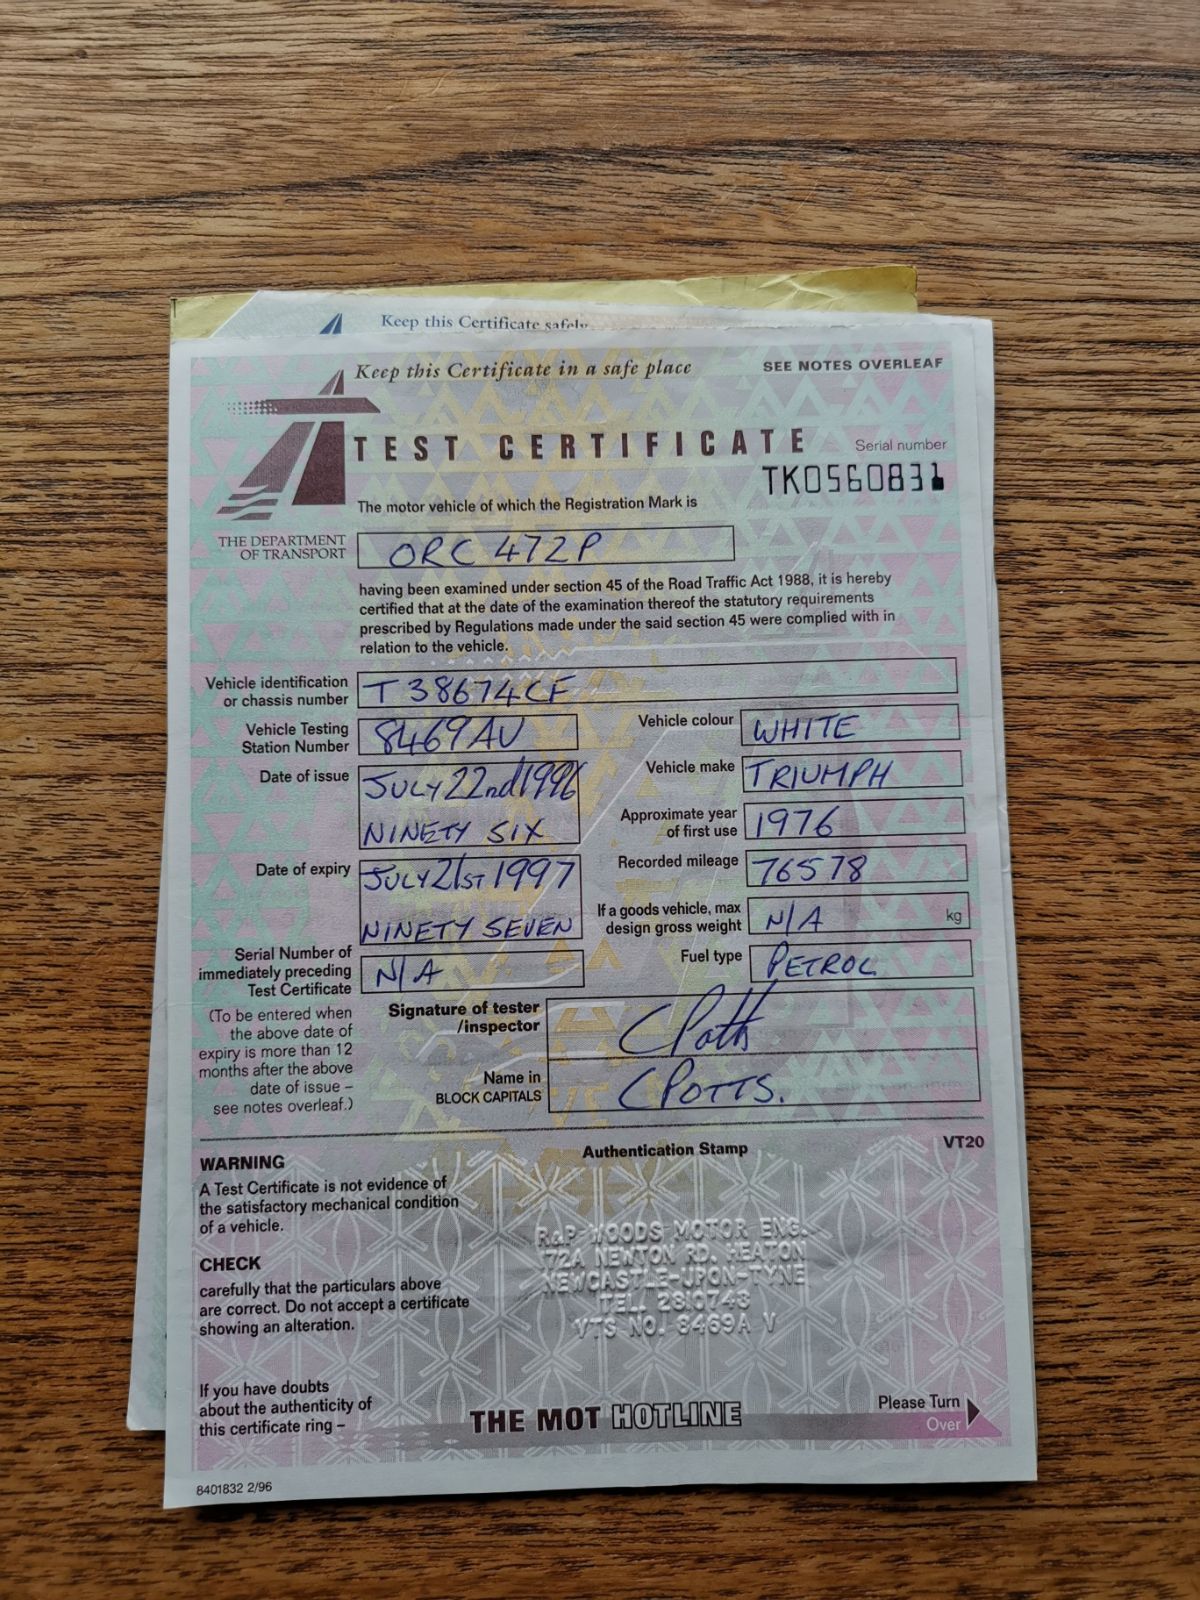 Keep this Certificate safely
Keep this Certificate in a safe place
SEE NOTES OVERLEAF
TEST CERTIFICATE
Serial number
TK0560831
The motor vehicle of which the Registration Mark is
THE DEPARTMENT
OF TRANSPORT
ORC 472P
having been examined under section 45 of the Road Traffic Act 1988, it is hereby
certified that at the date of the examination thereof the statutory requirements
prescribed by Regulations made under the said section 45 were complied with in
relation to the vehicle.
Vehicle identification
or chassis number
T38674CF
Vehicle Testing
Station Number
8469AV
Vehicle colour
WHITE
Date of issue
JULY 22nd 1996
NINETY SIX
Vehicle make
TRIUMPH
Approximate year
of first use
1976
Date of expiry
JULY 21ST 1997
NINETY SEVEN
Recorded mileage
76578
If a goods vehicle, max
design gross weight
N/A
kg
Serial Number of
immediately preceding
Test Certificate
N/A
Fuel type
PETROL
(To be entered when
the above date of
expiry is more than 12
months after the above
date of issue –
see notes overleaf.)
Signature of tester
/inspector
C Potts
Name in
BLOCK CAPITALS
C POTTS.
VT20
Authentication Stamp
WARNING
A Test Certificate is not evidence of
the satisfactory mechanical condition
of a vehicle.
CHECK
carefully that the particulars above
are correct. Do not accept a certificate
showing an alteration.
R&P WOODS MOTOR ENG.
72A NEWTON RD. HEATON
NEWCASTLE-UPON-TYNE
TEL. 2810748
VTS NO. 8469A V
If you have doubts
about the authenticity of
this certificate ring –
THE MOT HOTLINE
Please Turn
Over
8401832 2/96